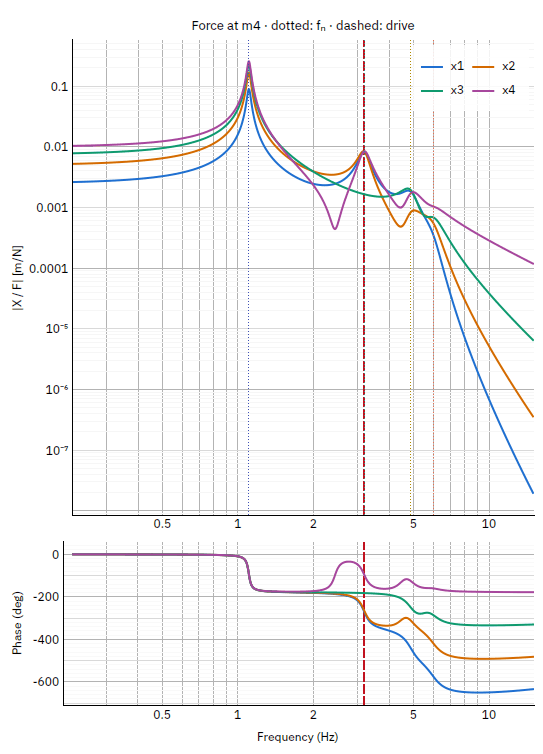 Force at m4 · dotted: fₙ · dashed: drive
x1 x2
x3 x4
|X / F| [m/N]
0.1
0.01
0.001
0.0001
10⁻⁵
10⁻⁶
10⁻⁷
0.5 1 2 5 10
Phase (deg)
0
-200
-400
-600
0.5 1 2 5 10
Frequency (Hz)